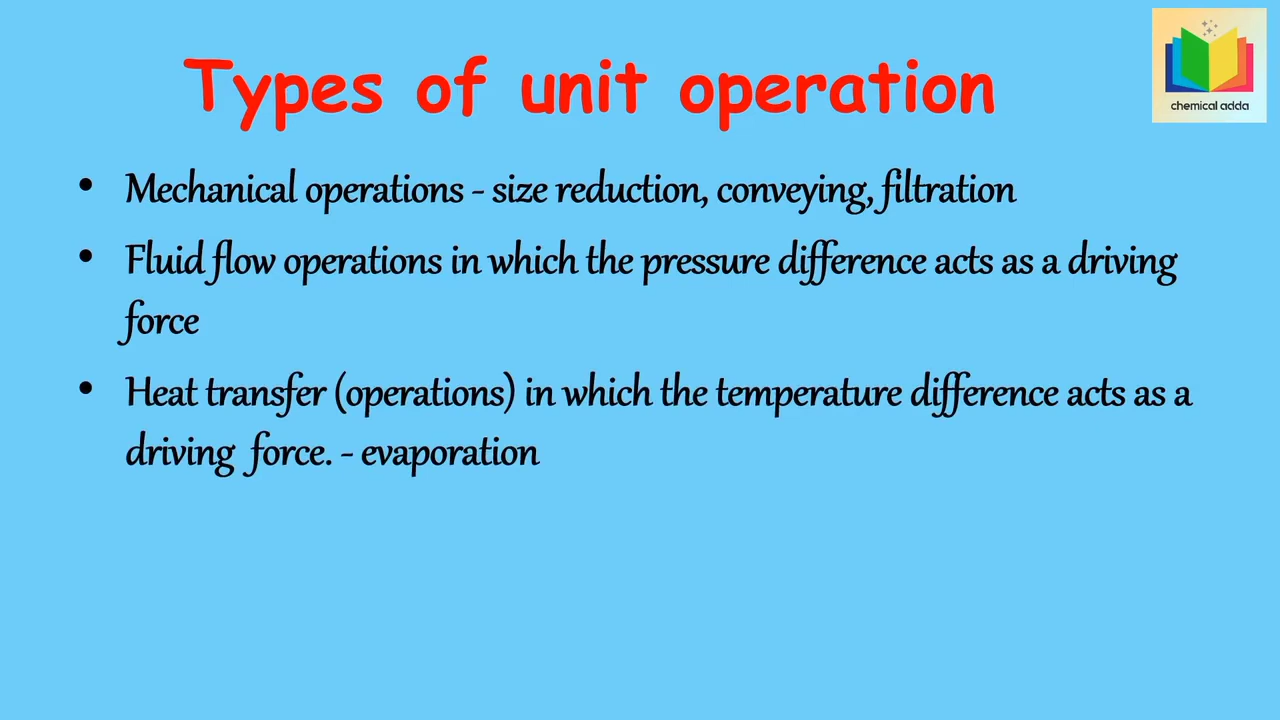 Types of unit operation
chemical adda
• Mechanical operations - size reduction, conveying, filtration
• Fluid flow operations in which the pressure difference acts as a driving
force
• Heat transfer (operations) in which the temperature difference acts as a
driving force. - evaporation